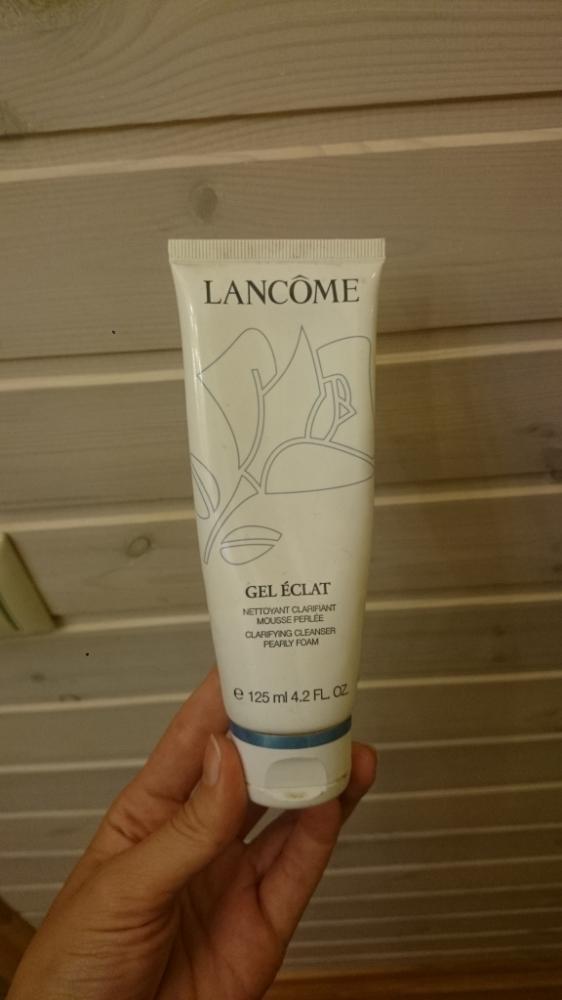 LANCÔME
GEL ÉCLAT
NETTOYANT CLARIFIANT
MOUSSE PERLÉE
CLARIFYING CLEANSER
PEARLY FOAM
℮ 125 ml 4.2 FL. OZ.